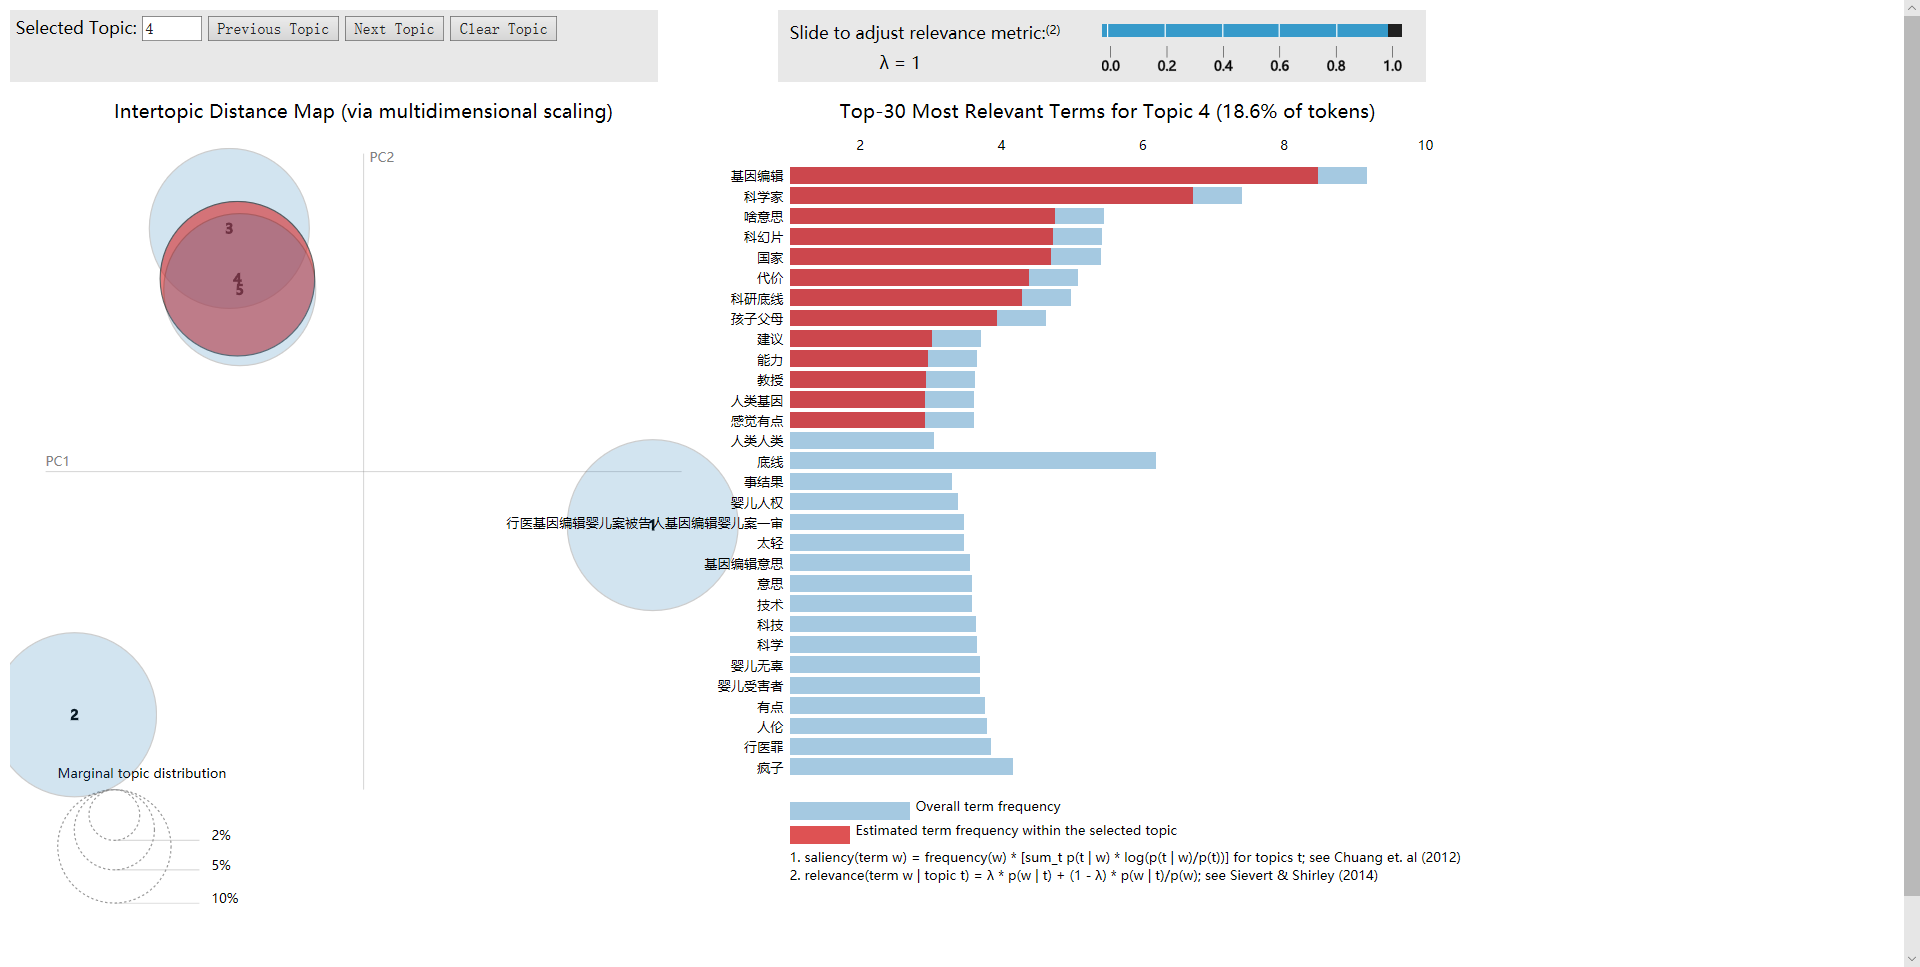 Selected Topic: 4 Previous Topic Next Topic Clear Topic
Slide to adjust relevance metric:(2)
λ = 1
0.0 0.2 0.4 0.6 0.8 1.0
Intertopic Distance Map (via multidimensional scaling)
PC2
3
4
5
PC1
1
2
Marginal topic distribution
2%
5%
10%
Top-30 Most Relevant Terms for Topic 4 (18.6% of tokens)
2 4 6 8 10
基因编辑
科学家
啥意思
科幻片
国家
代价
科研底线
孩子父母
建议
能力
教授
人类基因
感觉有点
人类人类
底线
事结果
婴儿人权
行医基因编辑婴儿案被告人基因编辑婴儿案一审
太轻
基因编辑意思
意思
技术
科技
科学
婴儿无辜
婴儿受害者
有点
人伦
行医罪
疯子
Overall term frequency
Estimated term frequency within the selected topic
1. saliency(term w) = frequency(w) * [sum_t p(t | w) * log(p(t | w)/p(t))] for topics t; see Chuang et. al (2012)
2. relevance(term w | topic t) = λ * p(w | t) + (1 - λ) * p(w | t)/p(w); see Sievert & Shirley (2014)